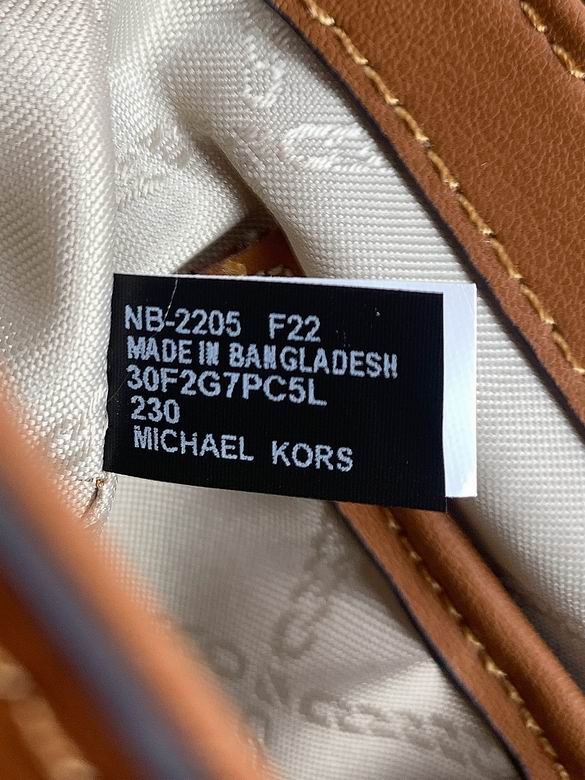 NB-2205 F22
MADE IN BANGLADESH
30F2G7PC5L
230
MICHAEL KORS